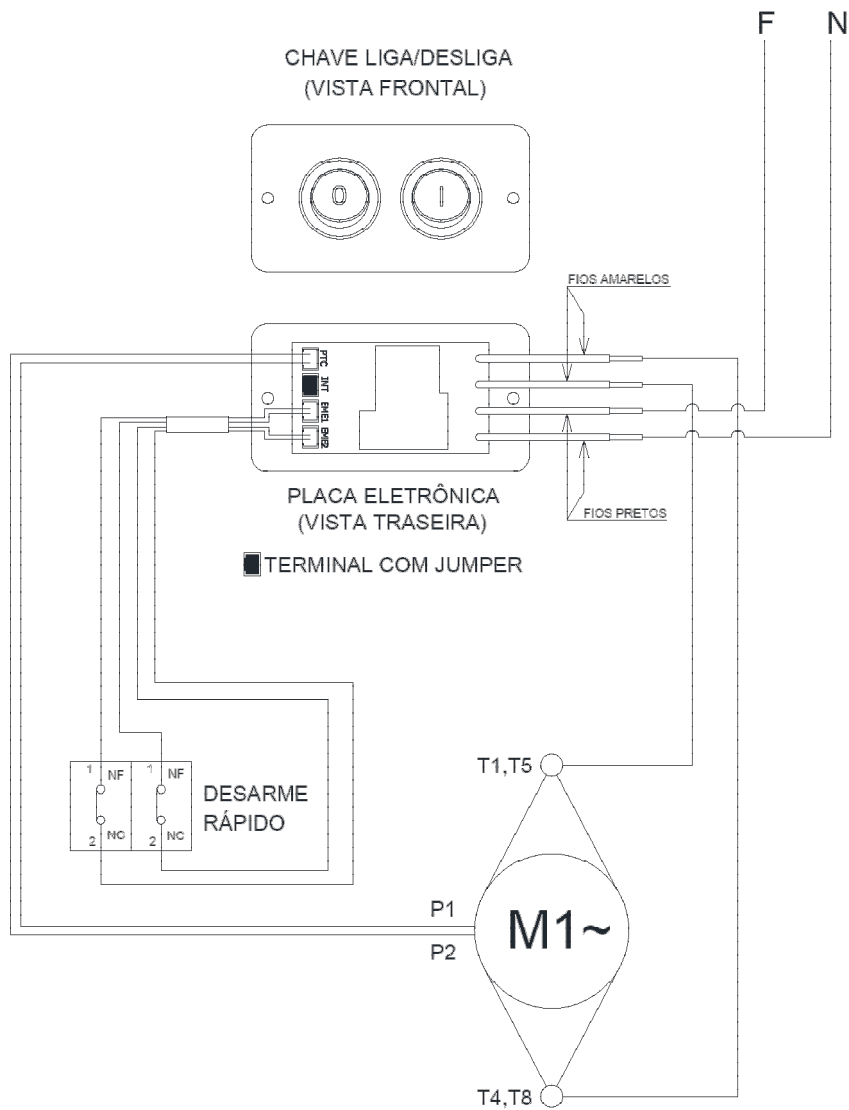 F N
CHAVE LIGA/DESLIGA
(VISTA FRONTAL)
0 I
FIOS AMARELOS
PTC
INT
EME1
EME2
PLACA ELETRÔNICA
(VISTA TRASEIRA)
FIOS PRETOS
TERMINAL COM JUMPER
1 NF 1 NF
2 NC 2 NC
DESARME
RÁPIDO
T1,T5
P1
M1~
P2
T4,T8